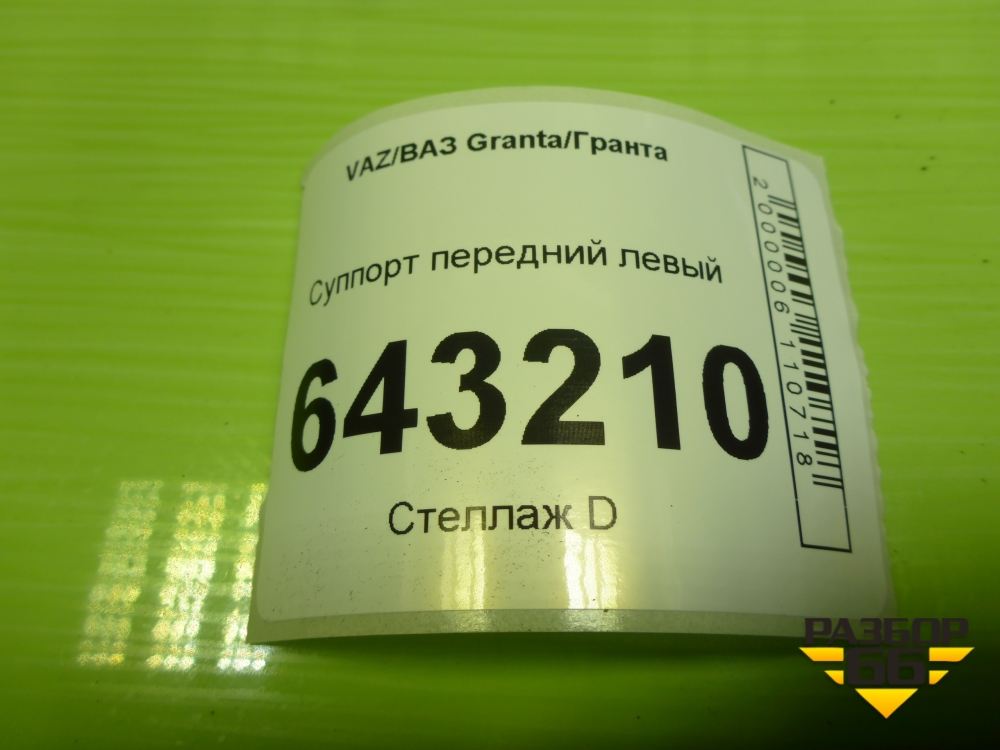 VAZ/ВАЗ Granta/Гранта
Суппорт передний левый
643210
Стеллаж D
2000006110718
РАЗБОР
66